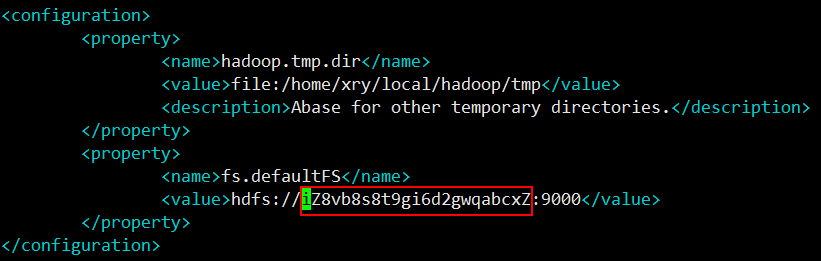 <configuration>
<property>
<name>hadoop.tmp.dir</name>
<value>file:/home/xry/local/hadoop/tmp</value>
<description>Abase for other temporary directories.</description>
</property>
<property>
<name>fs.defaultFS</name>
<value>hdfs://iZ8vb8s8t9gi6d2gwqabcxZ:9000</value>
</property>
</configuration>